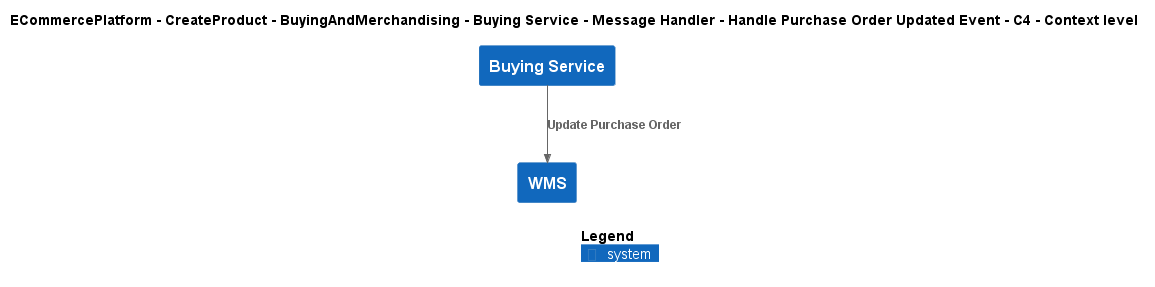 ECommercePlatform - CreateProduct - BuyingAndMerchandising - Buying Service - Message Handler - Handle Purchase Order Updated Event - C4 - Context level
Buying Service
Update Purchase Order
WMS
Legend
system